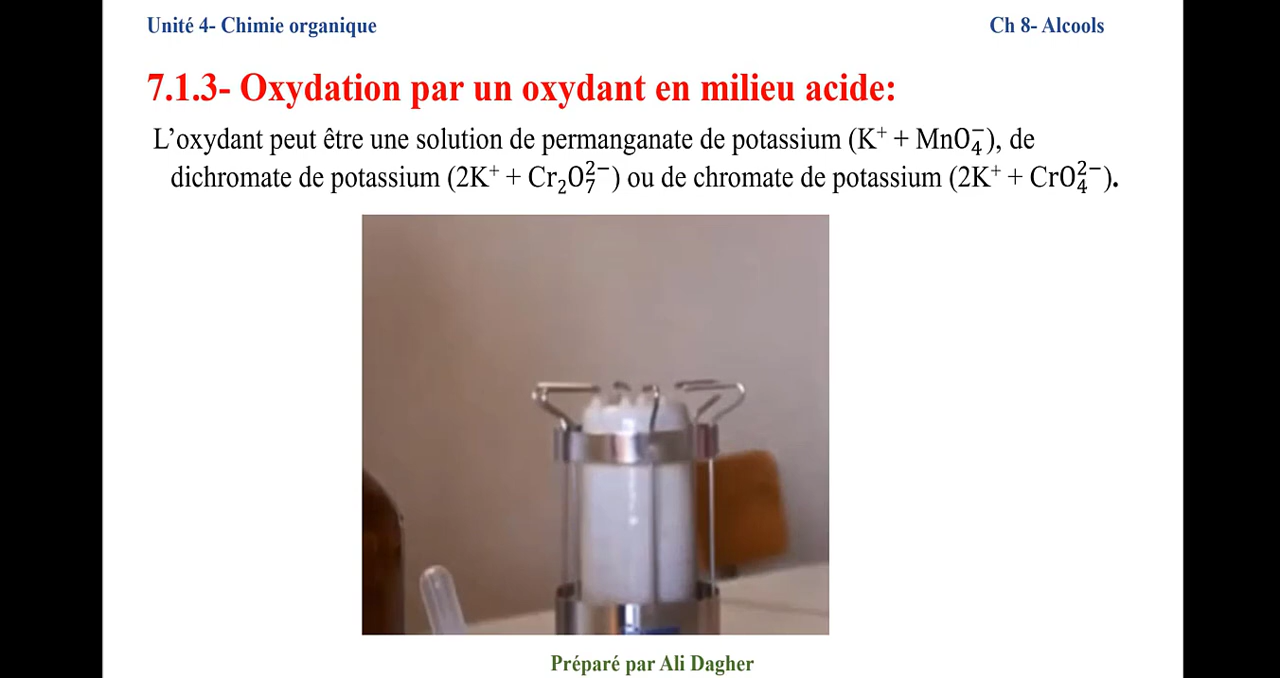 Unité 4- Chimie organique
Ch 8- Alcools
7.1.3- Oxydation par un oxydant en milieu acide:
L’oxydant peut être une solution de permanganate de potassium (K⁺ + MnO₄⁻), de
dichromate de potassium (2K⁺ + Cr₂O₇²⁻) ou de chromate de potassium (2K⁺ + CrO₄²⁻).
Préparé par Ali Dagher